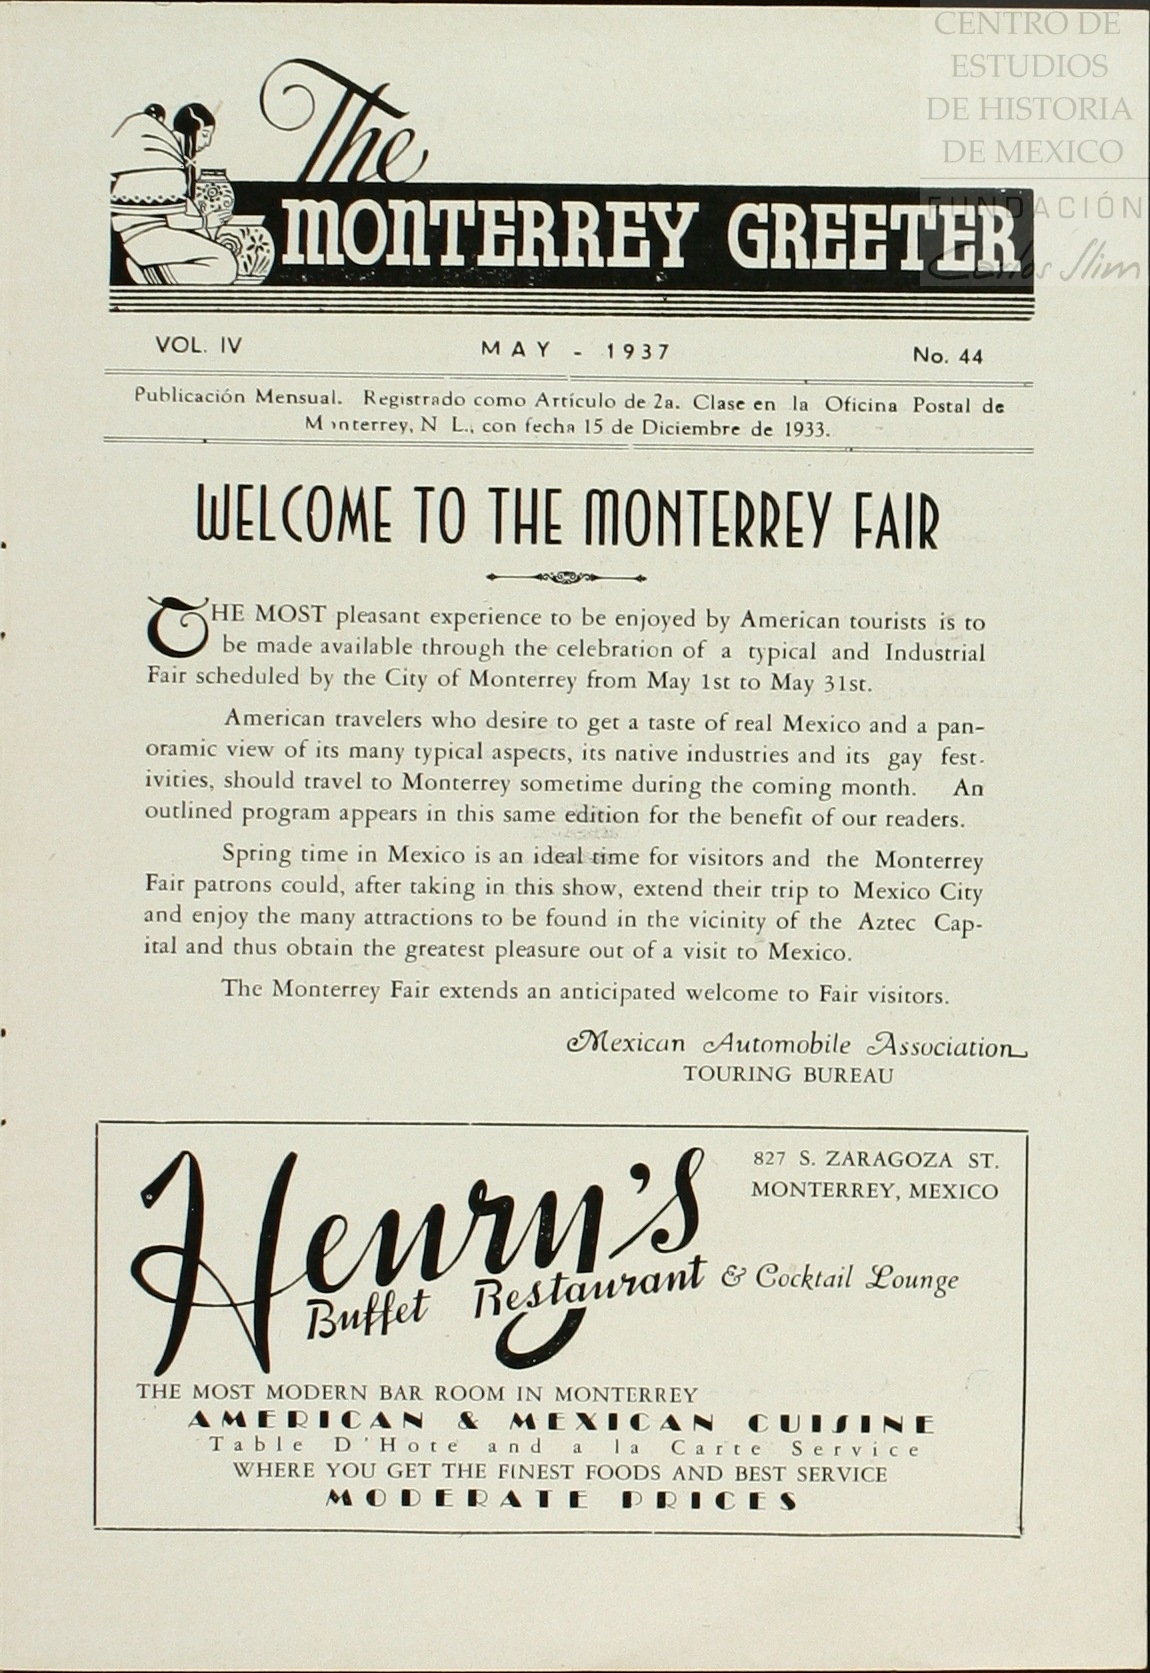 CENTRO DE
ESTUDIOS
DE HISTORIA
DE MEXICO
FUNDACIÓN
Carlos Slim
The
MONTERREY GREETER
VOL. IV MAY - 1937 No. 44
Publicación Mensual. Registrado como Artículo de 2a. Clase en la Oficina Postal de
Monterrey, N L., con fecha 15 de Diciembre de 1933.
WELCOME TO THE MONTERREY FAIR
THE MOST pleasant experience to be enjoyed by American tourists is to
be made available through the celebration of a typical and Industrial
Fair scheduled by the City of Monterrey from May 1st to May 31st.
American travelers who desire to get a taste of real Mexico and a pan-
oramic view of its many typical aspects, its native industries and its gay fest-
ivities, should travel to Monterrey sometime during the coming month. An
outlined program appears in this same edition for the benefit of our readers.
Spring time in Mexico is an ideal time for visitors and the Monterrey
Fair patrons could, after taking in this show, extend their trip to Mexico City
and enjoy the many attractions to be found in the vicinity of the Aztec Cap-
ital and thus obtain the greatest pleasure out of a visit to Mexico.
The Monterrey Fair extends an anticipated welcome to Fair visitors.
Mexican Automobile Association
TOURING BUREAU
Henry's
827 S. ZARAGOZA ST.
MONTERREY, MEXICO
Buffet Restaurant & Cocktail Lounge
THE MOST MODERN BAR ROOM IN MONTERREY
AMERICAN & MEXICAN CUISINE
Table D'Hote and a la Carte Service
WHERE YOU GET THE FINEST FOODS AND BEST SERVICE
MODERATE PRICES